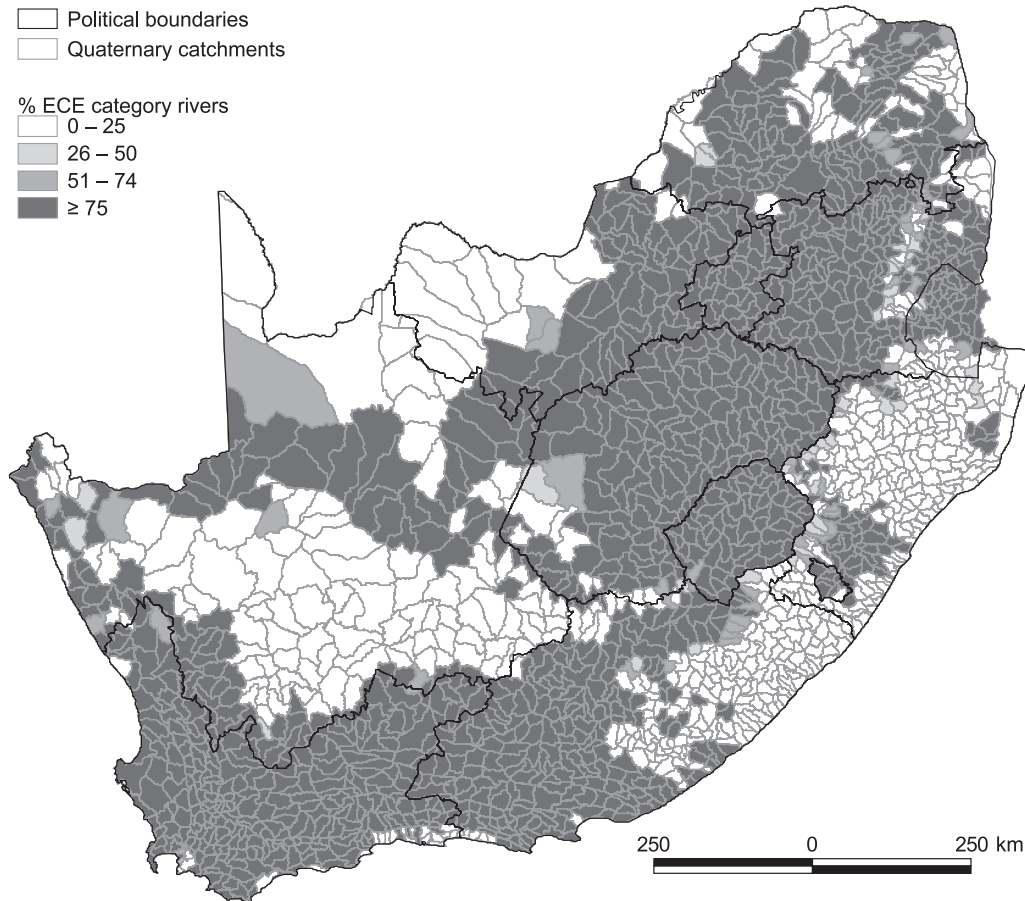 Political boundaries
Quaternary catchments
% ECE category rivers
0 – 25
26 – 50
51 – 74
≥ 75
250 0 250 km